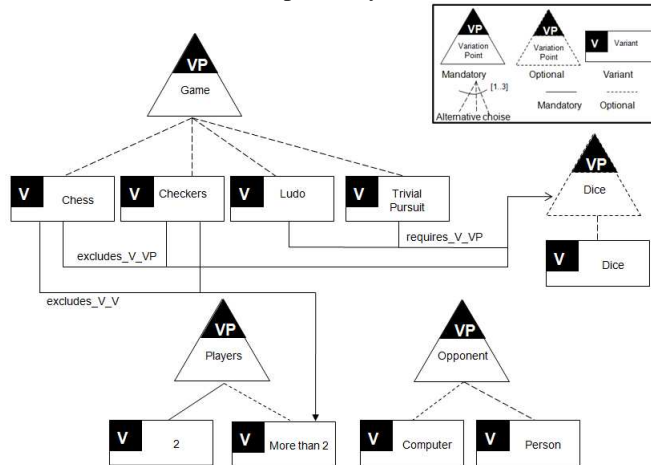 VP
Game
VP
Variation
Point
Mandatory
VP
Variation
Point
Optional
V
Variant
Variant
[1..3]
Alternative choise
Mandatory
Optional
V
Chess
V
Checkers
V
Ludo
V
Trivial
Pursuit
VP
Dice
requires_V_VP
excludes_V_VP
V
Dice
excludes_V_V
VP
Players
VP
Opponent
V
2
V
More than 2
V
Computer
V
Person